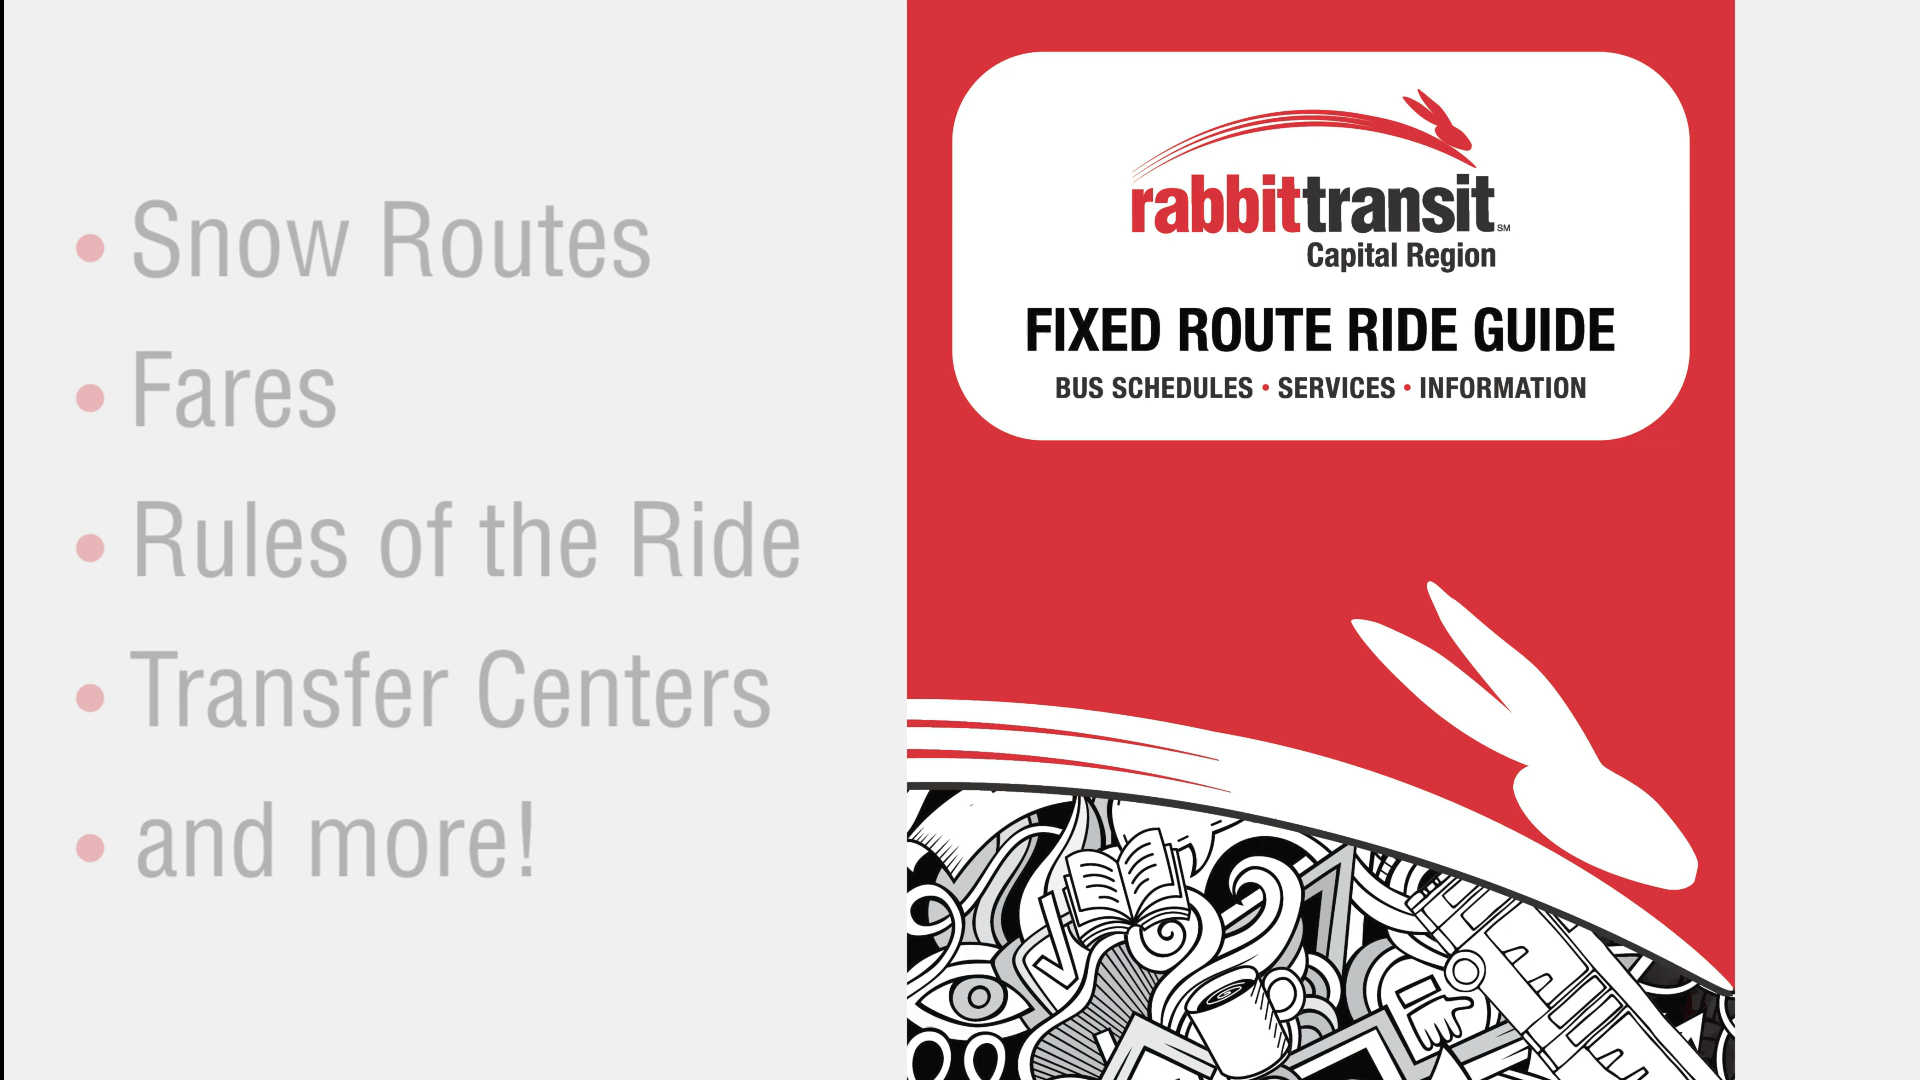 • Snow Routes
• Fares
• Rules of the Ride
• Transfer Centers
• and more!
rabbittransit SM
Capital Region
FIXED ROUTE RIDE GUIDE
BUS SCHEDULES • SERVICES • INFORMATION